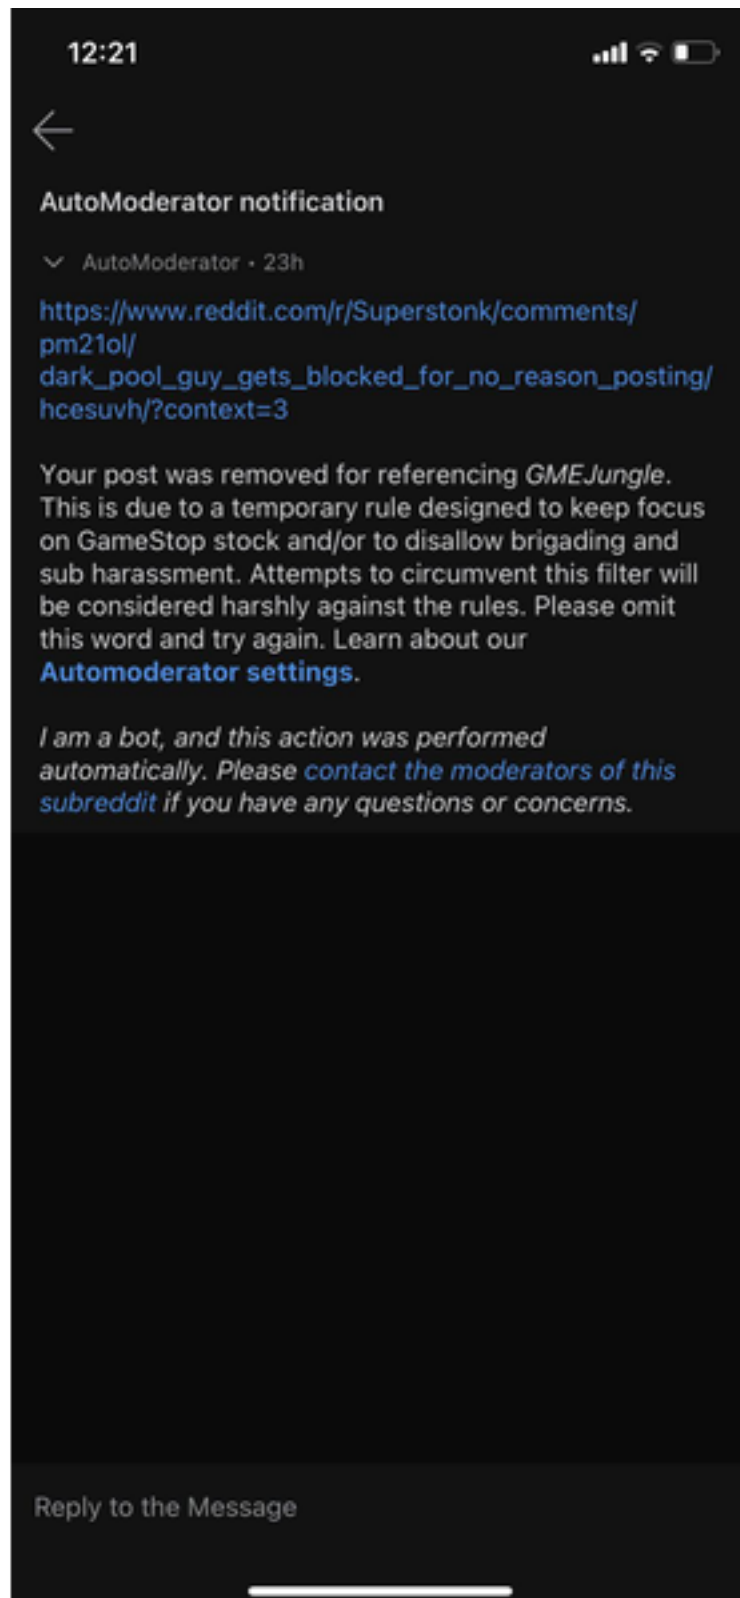 12:21
AutoModerator notification
AutoModerator • 23h
https://www.reddit.com/r/Superstonk/comments/
pm21ol/
dark_pool_guy_gets_blocked_for_no_reason_posting/
hcesuvh/?context=3
Your post was removed for referencing GMEJungle.
This is due to a temporary rule designed to keep focus
on GameStop stock and/or to disallow brigading and
sub harassment. Attempts to circumvent this filter will
be considered harshly against the rules. Please omit
this word and try again. Learn about our
Automoderator settings.
I am a bot, and this action was performed
automatically. Please contact the moderators of this
subreddit if you have any questions or concerns.
Reply to the Message